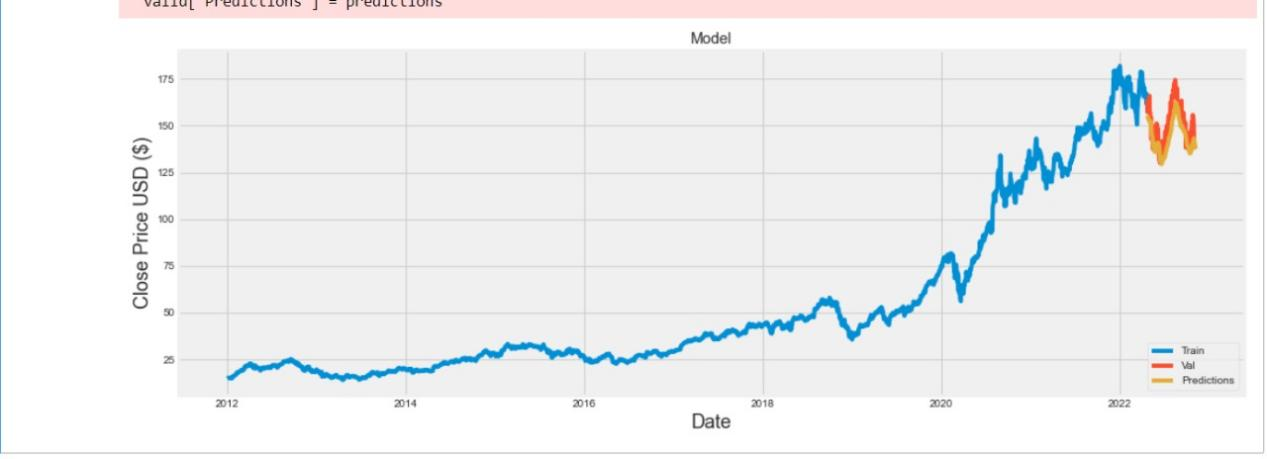 valid['Predictions'] = predictions
Model
Close Price USD ($)
175
150
125
100
75
50
25
2012
2014
2016
2018
2020
2022
Date
Train
Val
Predictions